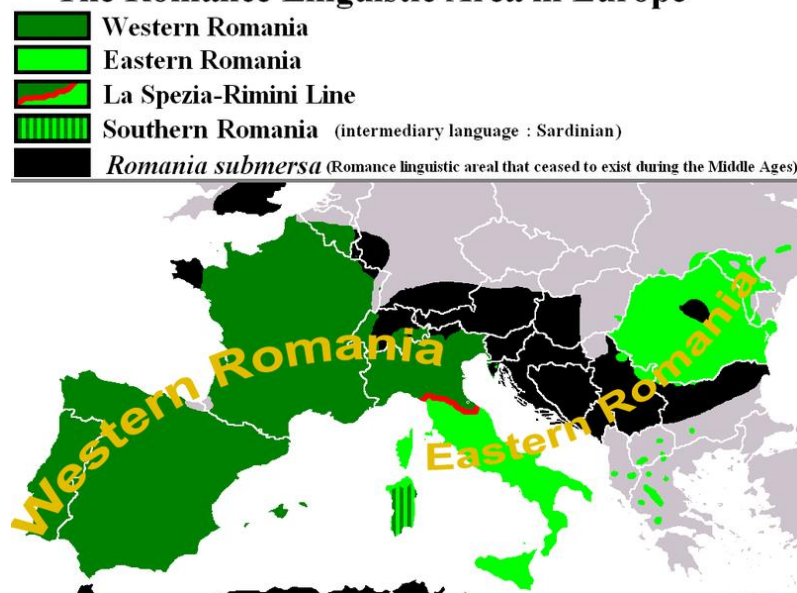 The Romance Linguistic Area in Europe
Western Romania
Eastern Romania
La Spezia-Rimini Line
Southern Romania (intermediary language : Sardinian)
Romania submersa (Romance linguistic areal that ceased to exist during the Middle Ages)
Western Romania
Eastern Romania